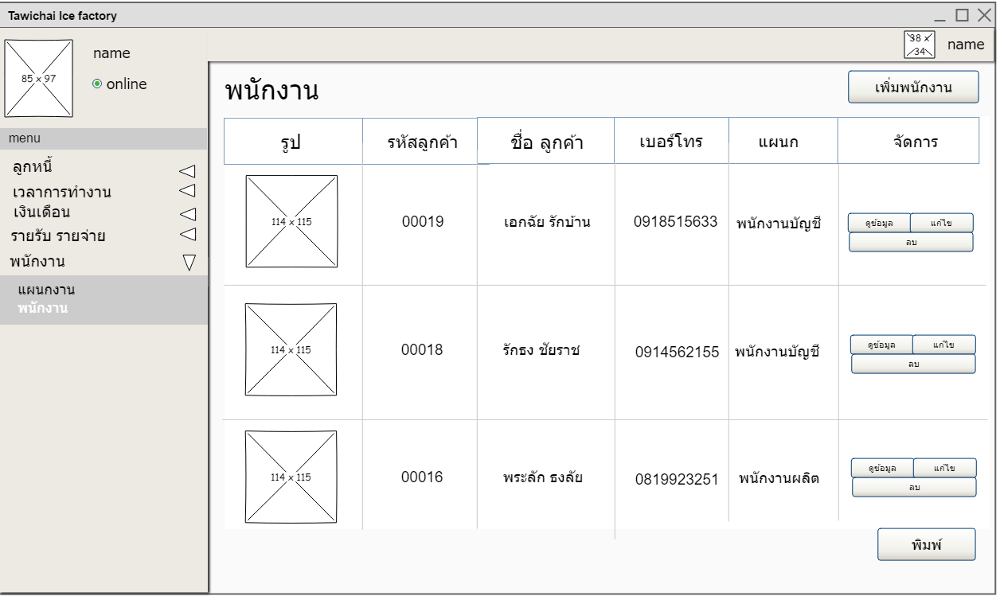 Tawichai Ice factory
38 x 34
name
85 x 97
name
online
menu
ลูกหนี้
เวลาการทำงาน
เงินเดือน
รายรับ รายจ่าย
พนักงาน
แผนกงาน
พนักงาน
พนักงาน
เพิ่มพนักงาน
รูป รหัสลูกค้า ชื่อ ลูกค้า เบอร์โทร แผนก จัดการ
114 x 115 00019 เอกฉัย รักบ้าน 0918515633 พนักงานบัญชี ดูข้อมูล แก้ไข
ลบ
114 x 115 00018 รักธง ชัยราช 0914562155 พนักงานบัญชี ดูข้อมูล แก้ไข
ลบ
114 x 115 00016 พระลัก ธงลัย 0819923251 พนักงานผลิต ดูข้อมูล แก้ไข
ลบ
พิมพ์